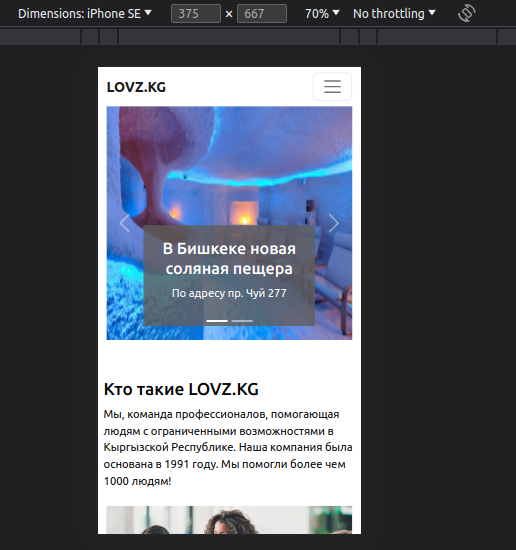 Dimensions: iPhone SE 375 × 667 70% No throttling
LOVZ.KG
В Бишкеке новая
соляная пещера
По адресу пр. Чуй 277
Кто такие LOVZ.KG
Мы, команда профессионалов, помогающая
людям с ограниченными возможностями в
Кыргызской Республике. Наша компания была
основана в 1991 году. Мы помогли более чем
1000 людям!